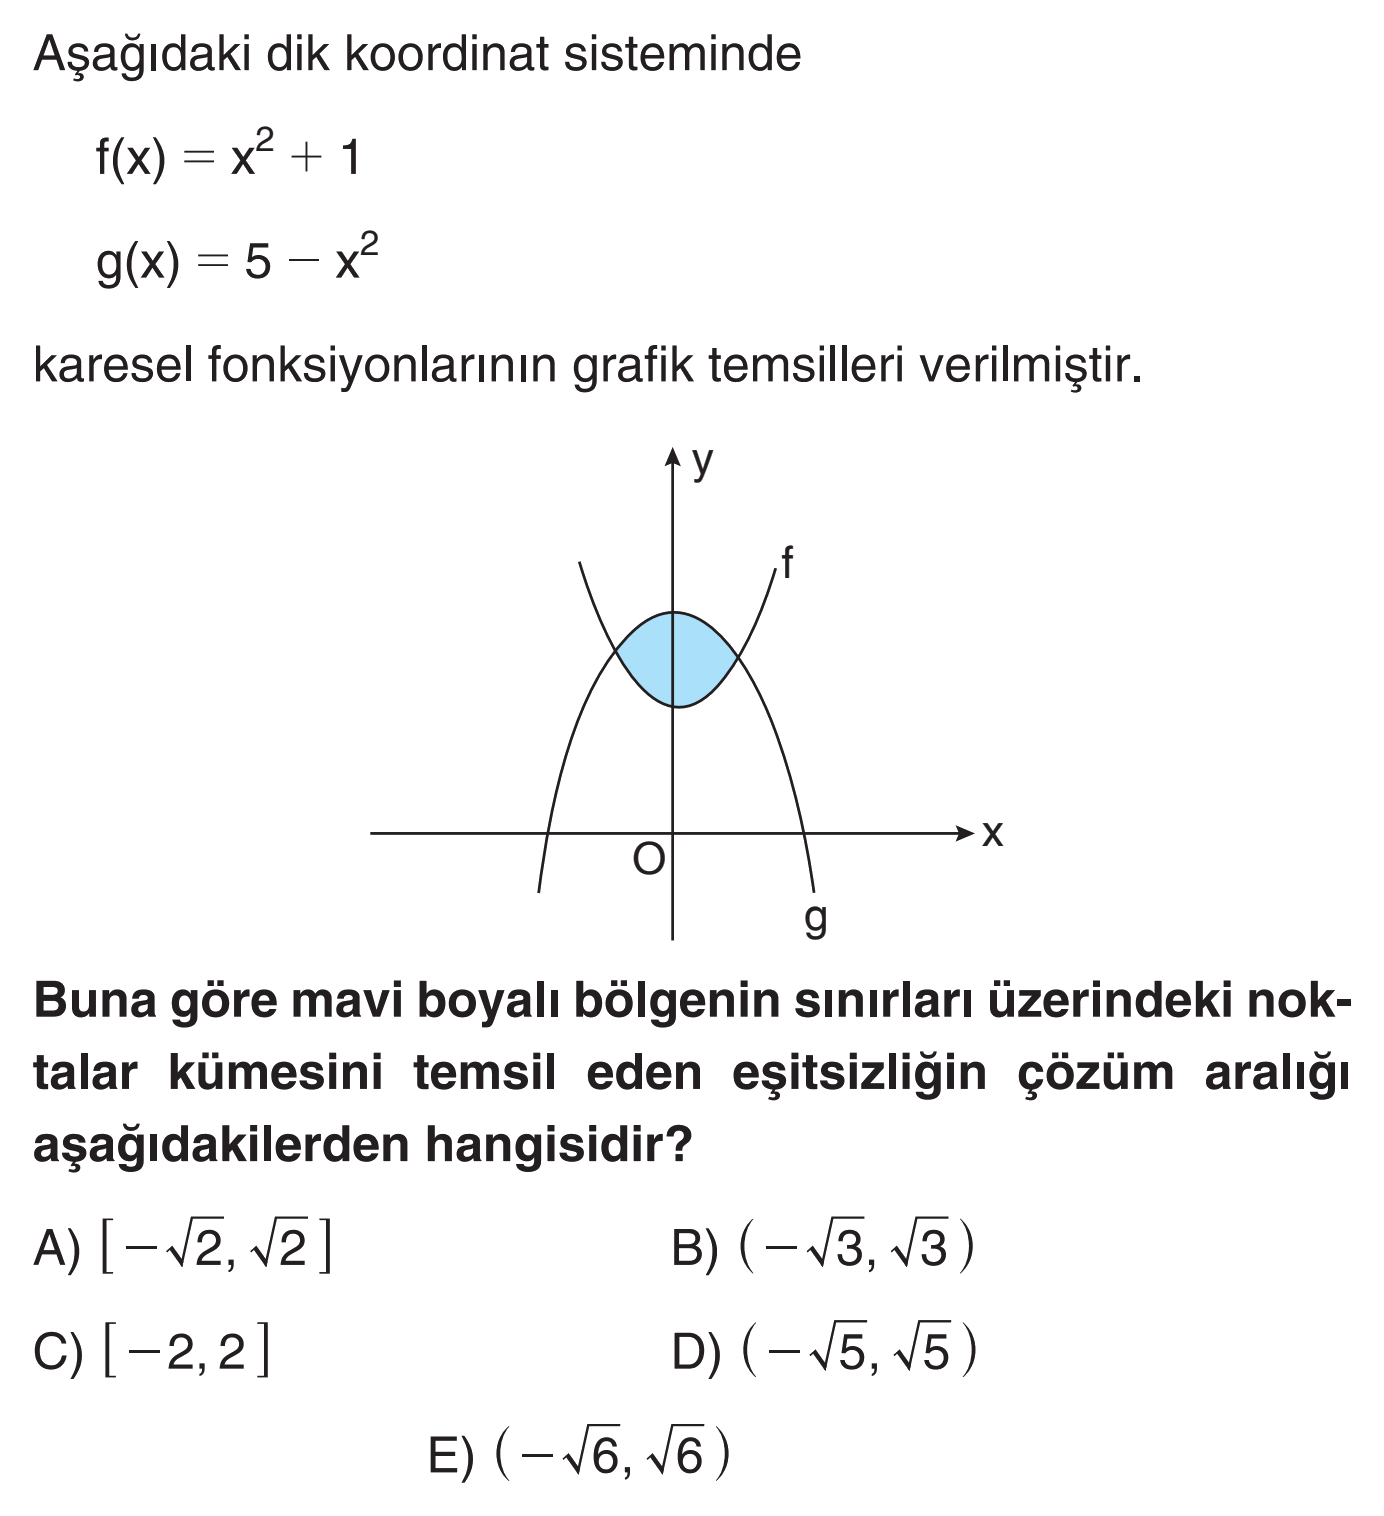 Aşağıdaki dik koordinat sisteminde
f(x) = x² + 1
g(x) = 5 − x²
karesel fonksiyonlarının grafik temsilleri verilmiştir.
y
f
x
O
g
Buna göre mavi boyalı bölgenin sınırları üzerindeki nok-
talar kümesini temsil eden eşitsizliğin çözüm aralığı
aşağıdakilerden hangisidir?
A) [−√2, √2] B) (−√3, √3)
C) [−2, 2] D) (−√5, √5)
E) (−√6, √6)